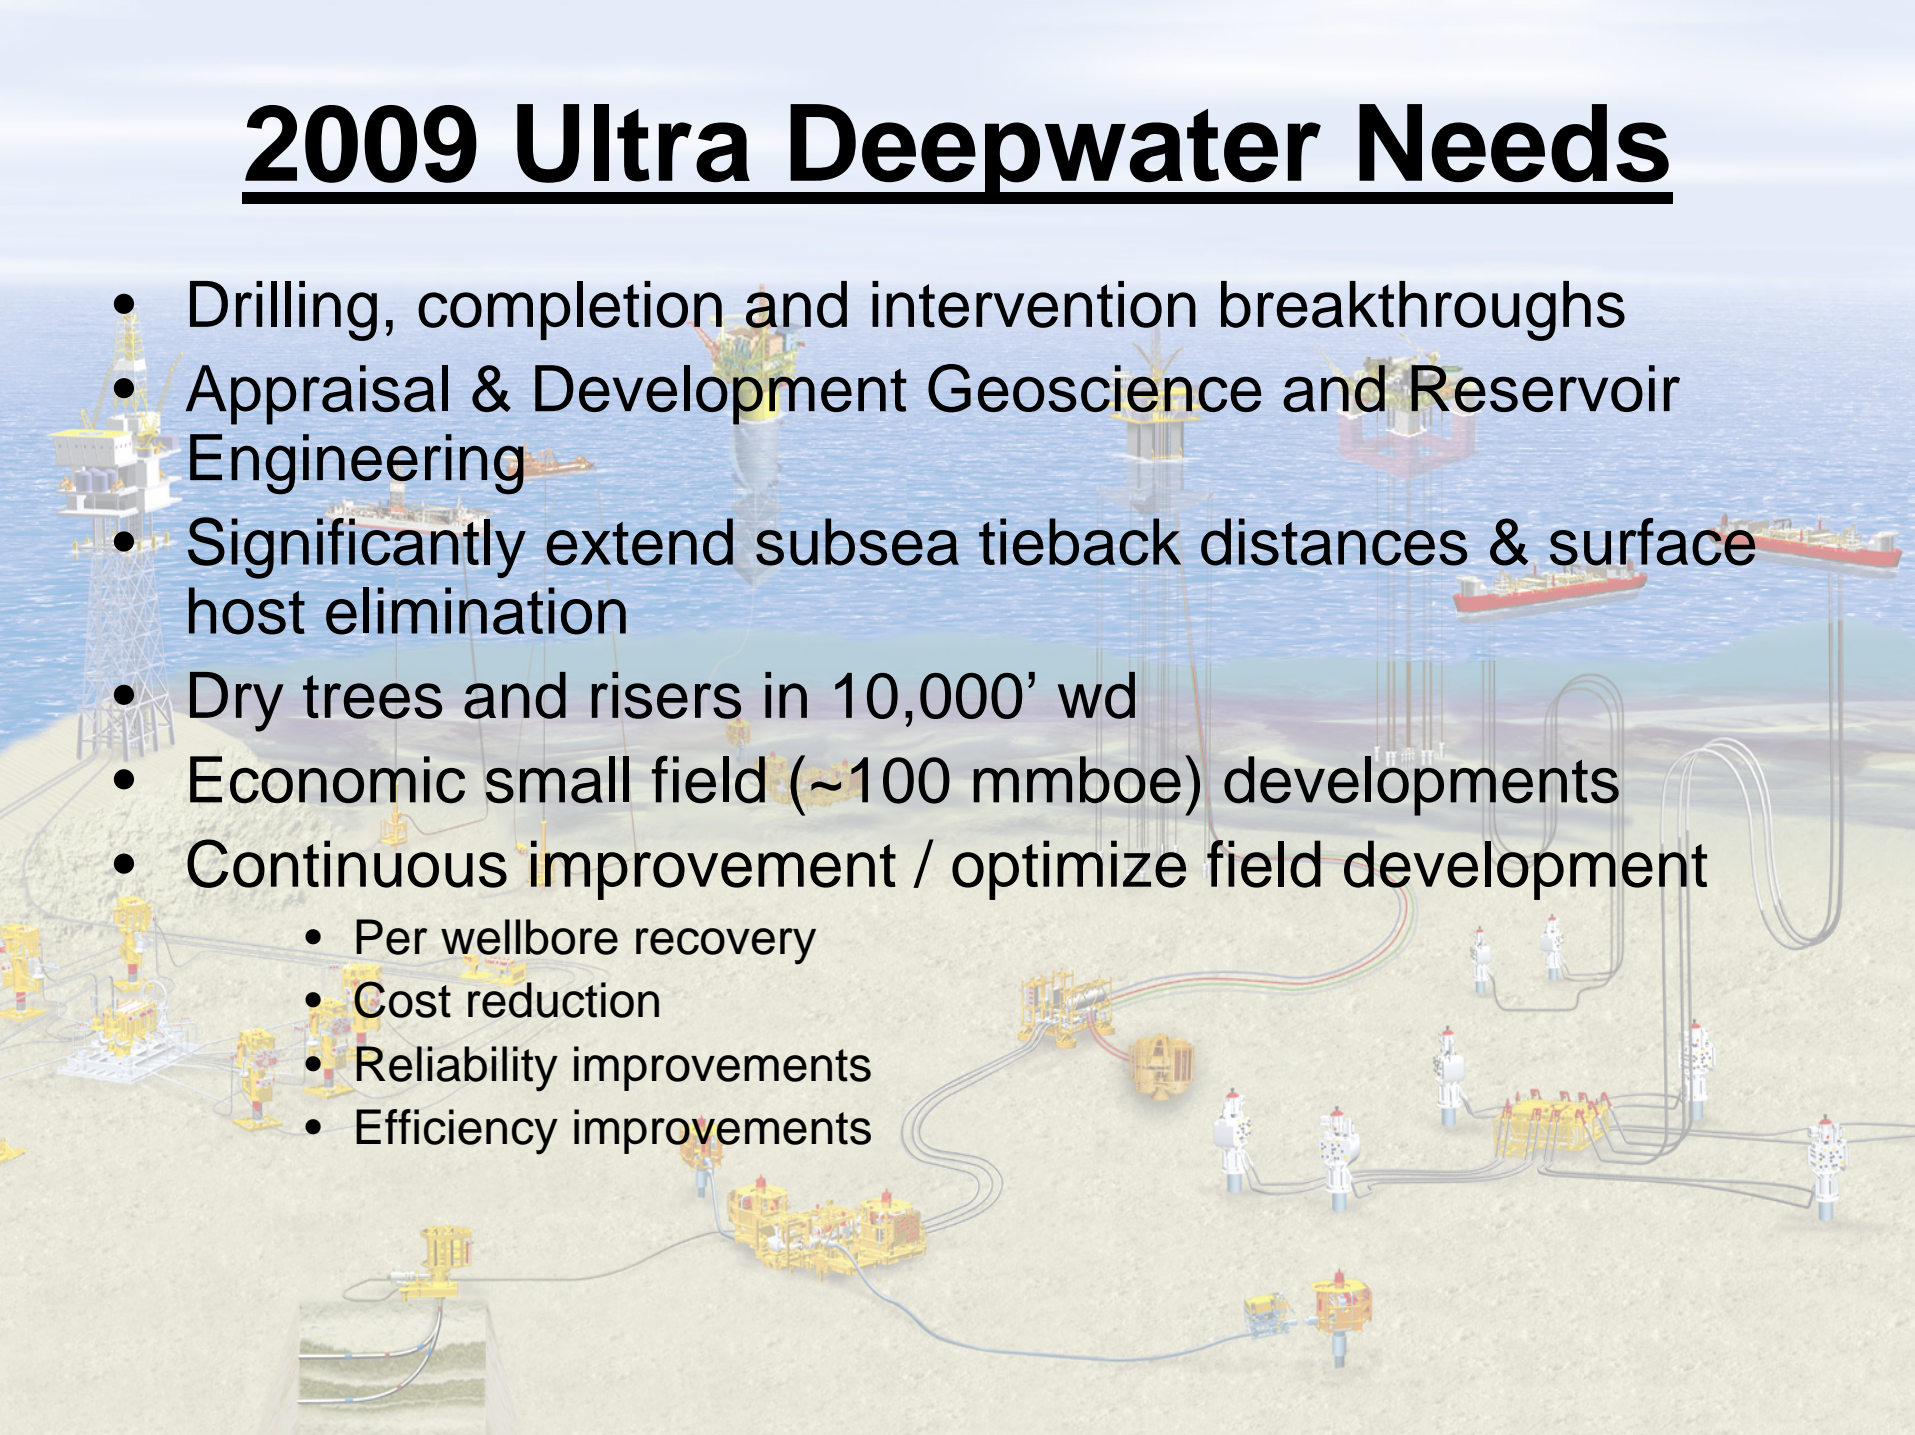 2009 Ultra Deepwater Needs
• Drilling, completion and intervention breakthroughs
• Appraisal & Development Geoscience and Reservoir
Engineering
• Significantly extend subsea tieback distances & surface
host elimination
• Dry trees and risers in 10,000’ wd
• Economic small field (~100 mmboe) developments
• Continuous improvement / optimize field development
• Per wellbore recovery
• Cost reduction
• Reliability improvements
• Efficiency improvements